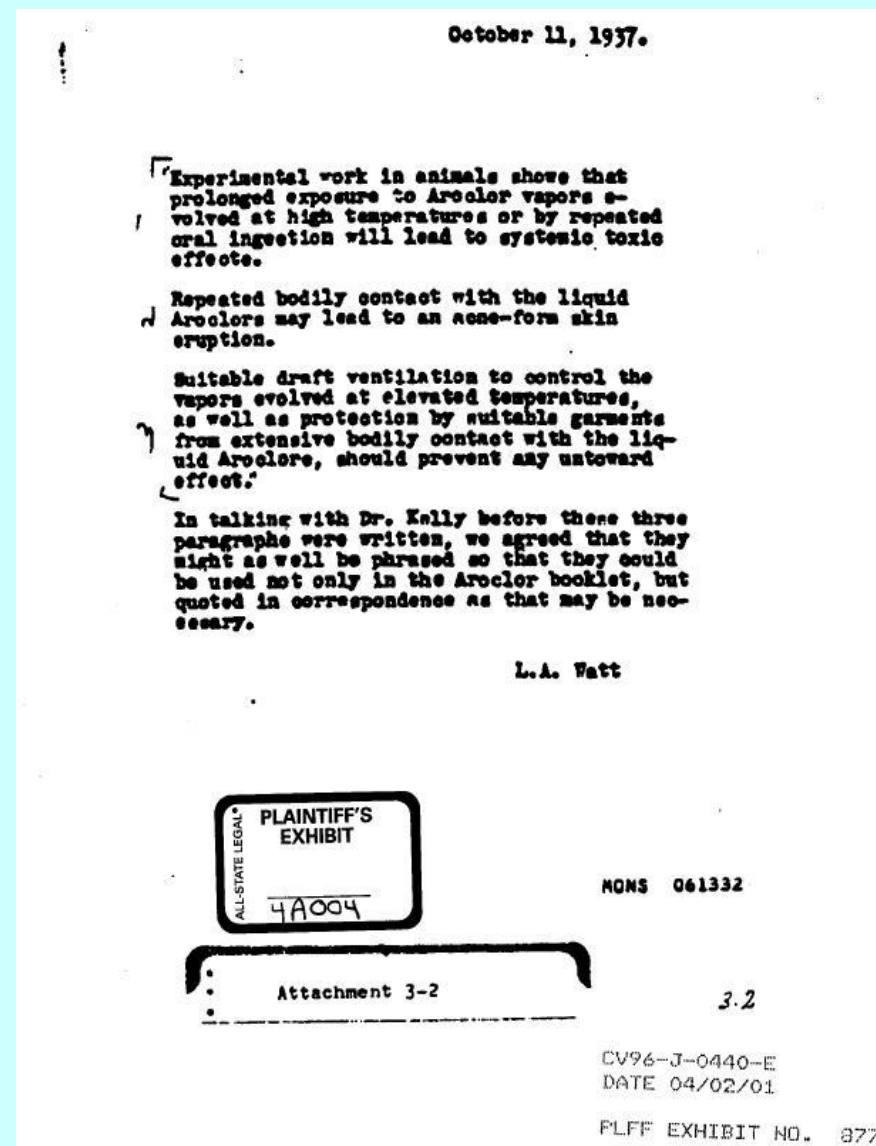 October 11, 1937.
"Experimental work in animals shows that
prolonged exposure to Aroclor vapors e-
1 volved at high temperatures or by repeated
oral ingestion will lead to systemic toxic
effects.
Repeated bodily contact with the liquid
2 Aroclors may lead to an acne-form skin
eruption.
Suitable draft ventilation to control the
vapors evolved at elevated temperatures,
as well as protection by suitable garments
3 from extensive bodily contact with the liq-
uid Aroclors, should prevent any untoward
effect."
In talking with Dr. Kelly before these three
paragraphs were written, we agreed that they
might as well be phrased so that they could
be used not only in the Aroclor booklet, but
quoted in correspondence as that may be nec-
essary.
L.A. Watt
ALL-STATE LEGAL®
PLAINTIFF'S
EXHIBIT
4A004
MONS 061332
Attachment 3-2
3.2
CV96-J-0440-E
DATE 04/02/01
PLFF EXHIBIT NO. 877